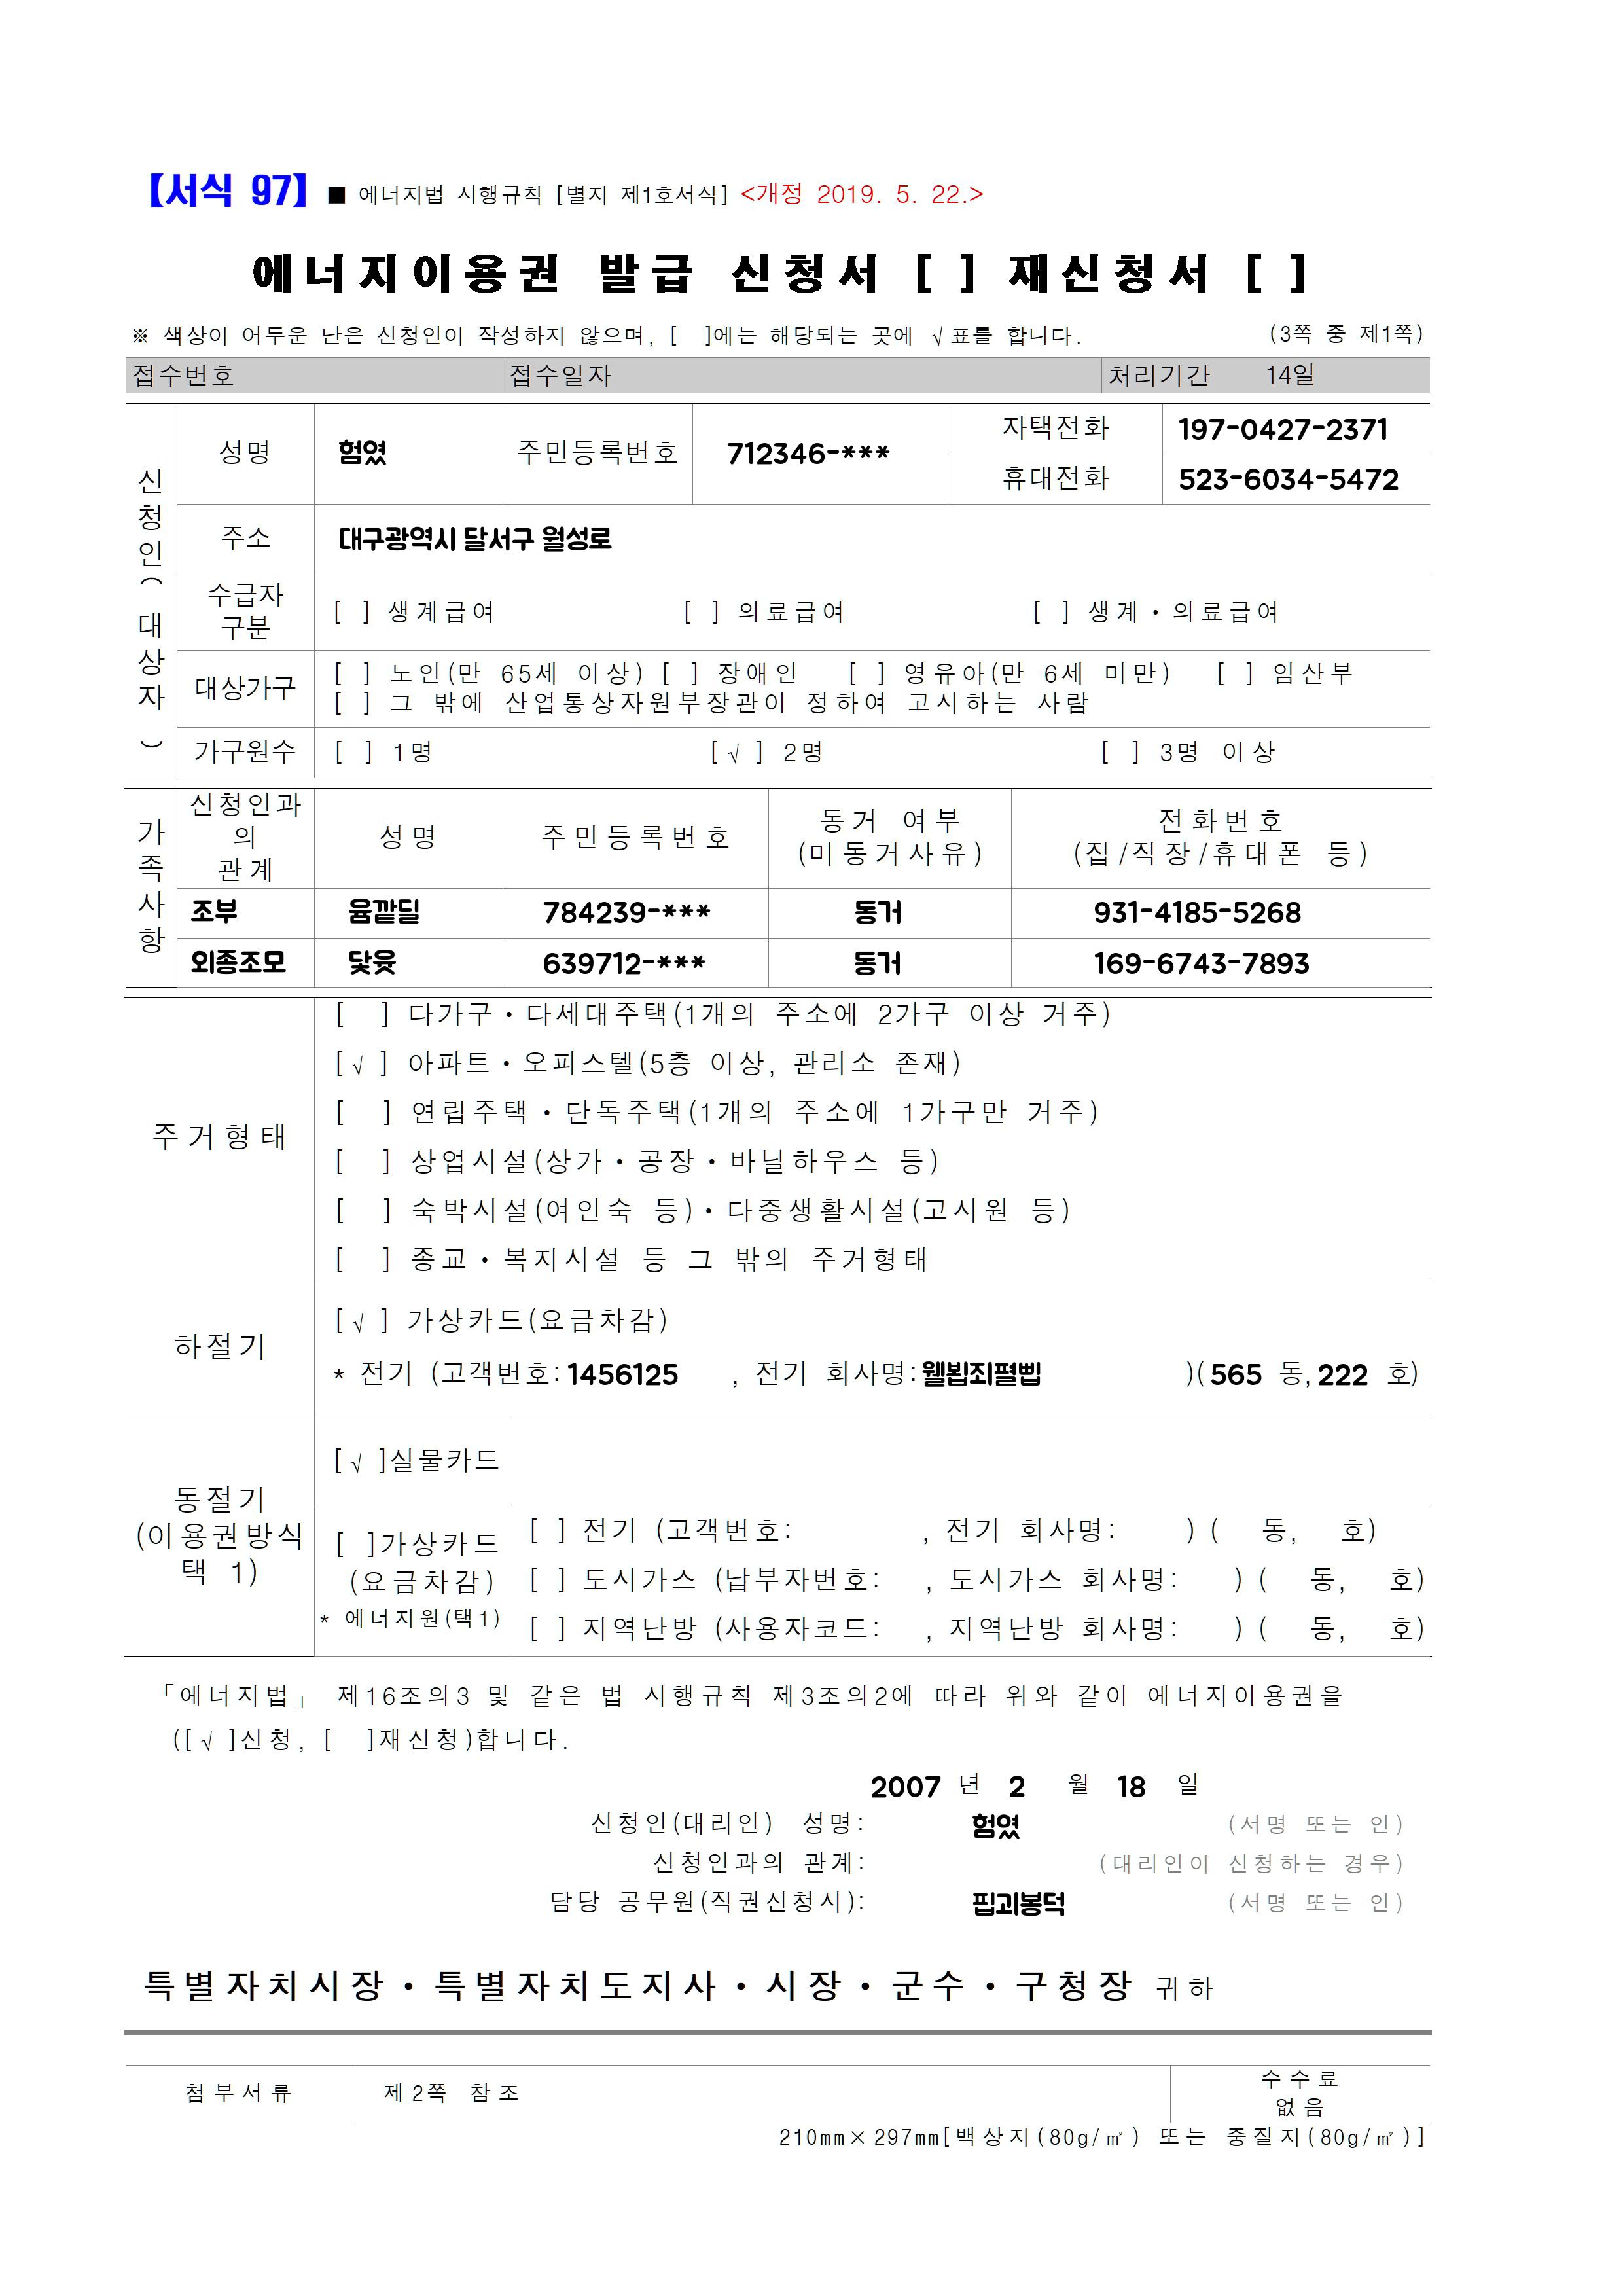 【서식 97】 ■ 에너지법 시행규칙 [별지 제1호서식] <개정 2019. 5. 22.>
에너지이용권 발급 신청서 [ ] 재신청서 [ ]
※ 색상이 어두운 난은 신청인이 작성하지 않으며, [ ]에는 해당되는 곳에 √표를 합니다. (3쪽 중 제1쪽)
접수번호 접수일자 처리기간 14일
신청인(대상자)
성명 험였 주민등록번호 712346-*** 자택전화 197-0427-2371
휴대전화 523-6034-5472
주소 대구광역시 달서구 월성로
수급자 구분 [ ] 생계급여 [ ] 의료급여 [ ] 생계·의료급여
대상가구 [ ] 노인(만 65세 이상) [ ] 장애인 [ ] 영유아(만 6세 미만) [ ] 임산부
[ ] 그 밖에 산업통상자원부장관이 정하여 고시하는 사람
가구원수 [ ] 1명 [√] 2명 [ ] 3명 이상
가족사항
신청인과의 관계 성명 주민등록번호 동거 여부 (미동거사유) 전화번호 (집/직장/휴대폰 등)
조부 윰깥딜 784239-*** 동거 931-4185-5268
외종조모 닻윳 639712-*** 동거 169-6743-7893
주거형태
[ ] 다가구·다세대주택(1개의 주소에 2가구 이상 거주)
[√] 아파트·오피스텔(5층 이상, 관리소 존재)
[ ] 연립주택·단독주택(1개의 주소에 1가구만 거주)
[ ] 상업시설(상가·공장·바닐하우스 등)
[ ] 숙박시설(여인숙 등)·다중생활시설(고시원 등)
[ ] 종교·복지시설 등 그 밖의 주거형태
하절기
[√] 가상카드(요금차감)
* 전기 (고객번호: 1456125 , 전기 회사명: )(565 동, 222 호)
동절기
(이용권방식
택 1)
[√]실물카드
[ ]가상카드
(요금차감)
* 에너지원(택1)
[ ] 전기 (고객번호: , 전기 회사명: ) ( 동, 호)
[ ] 도시가스 (납부자번호: , 도시가스 회사명: ) ( 동, 호)
[ ] 지역난방 (사용자코드: , 지역난방 회사명: ) ( 동, 호)
「에너지법」 제16조의3 및 같은 법 시행규칙 제3조의2에 따라 위와 같이 에너지이용권을
([√]신청, [ ]재신청)합니다.
2007 년 2 월 18 일
신청인(대리인) 성명: 험였 (서명 또는 인)
신청인과의 관계: (대리인이 신청하는 경우)
담당 공무원(직권신청시): 핍괴봉덕 (서명 또는 인)
특별자치시장·특별자치도지사·시장·군수·구청장 귀하
첨부서류 제2쪽 참조 수수료 없음
210mm×297mm[백상지(80g/㎡) 또는 중질지(80g/㎡)]